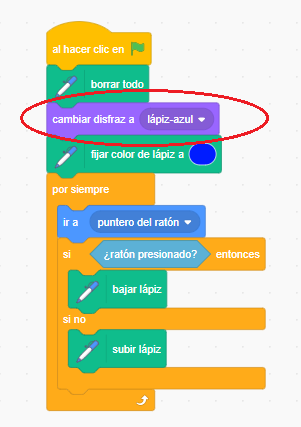 al hacer clic en
borrar todo
cambiar disfraz a lápiz-azul
fijar color de lápiz a
por siempre
ir a puntero del ratón
si ¿ratón presionado? entonces
bajar lápiz
si no
subir lápiz